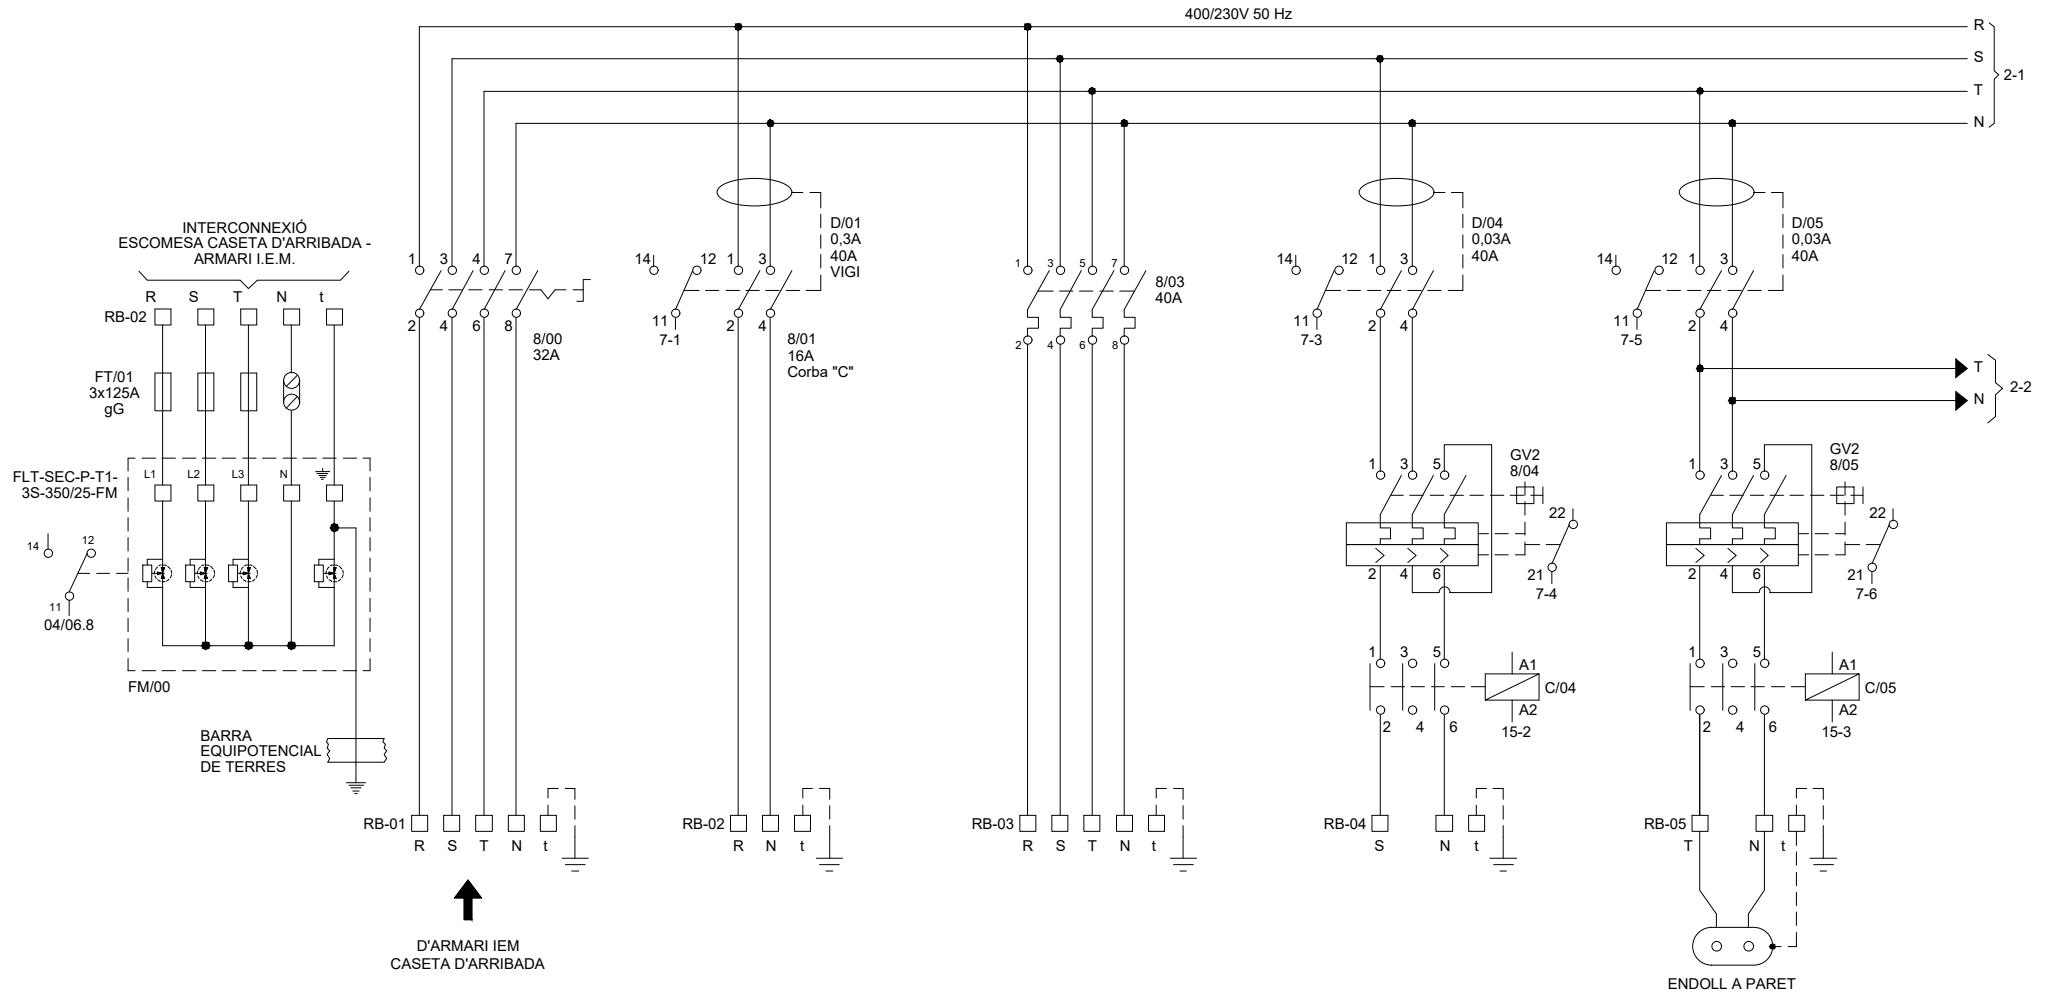 400/230V 50 Hz
R
S
T
N
2-1
INTERCONNEXIÓ
ESCOMESA CASETA D'ARRIBADA -
ARMARI I.E.M.
R S T N t
RB-02
FT/01
3x125A
gG
FLT-SEC-P-T1-
3S-350/25-FM
L1 L2 L3 N
14 12
11
04/06.8
FM/00
BARRA
EQUIPOTENCIAL
DE TERRES
1 3 4 7
2 4 6 8
8/00
32A
RB-01
R S T N t
D'ARMARI IEM
CASETA D'ARRIBADA
D/01
0,3A
40A
VIGI
14 12 1 3
11 2 4
7-1
8/01
16A
Corba "C"
RB-02
R N t
1 3 5 7
8/03
40A
2 4 6 8
RB-03
R S T N t
D/04
0,03A
40A
14 12 1 3
11 2 4
7-3
GV2
8/04
1 3 5
22
2 4 6 21
7-4
1 3 5 A1
C/04
A2
2 4 6 15-2
RB-04
S N t
D/05
0,03A
40A
14 12 1 3
11 2 4
7-5
T
N
2-2
GV2
8/05
1 3 5
22
2 4 6 21
7-6
1 3 5 A1
C/05
A2
2 4 6 15-3
RB-05
T N t
ENDOLL A PARET